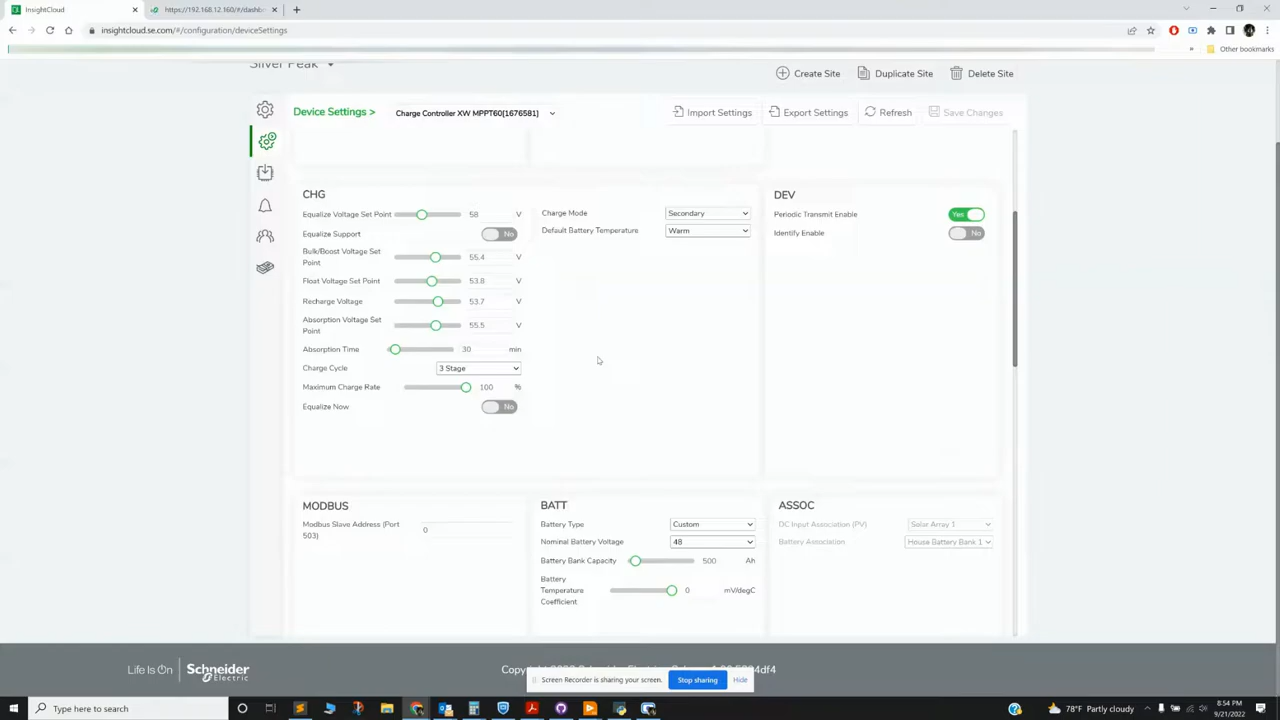 InsightCloud
https://192.168.12.160/#/dashb
insightcloud.se.com/#/configuration/deviceSettings
Other bookmarks
Silver Peak
Create Site
Duplicate Site
Delete Site
Device Settings >
Charge Controller XW MPPT60[1676581]
Import Settings
Export Settings
Refresh
Save Changes
CHG
Equalize Voltage Set Point 58 V
Equalize Support No
Bulk/Boost Voltage Set
Point
55.4 V
Float Voltage Set Point 53.8 V
Recharge Voltage 53.7 V
Absorption Voltage Set
Point
55.5 V
Absorption Time 30 min
Charge Cycle 3 Stage
Maximum Charge Rate 100 %
Equalize Now No
Charge Mode Secondary
Default Battery Temperature Warm
DEV
Periodic Transmit Enable Yes
Identify Enable No
MODBUS
Modbus Slave Address (Port
503)
0
BATT
Battery Type Custom
Nominal Battery Voltage 48
Battery Bank Capacity 500 Ah
Battery
Temperature
Coefficient
0 mV/degC
ASSOC
DC Input Association (PV) Solar Array 1
Battery Association House Battery Bank 1
Life Is On
Schneider
Electric
Screen Recorder is sharing your screen.
Stop sharing
Hide
Type here to search
78°F Partly cloudy
8:54 PM
9/21/2022